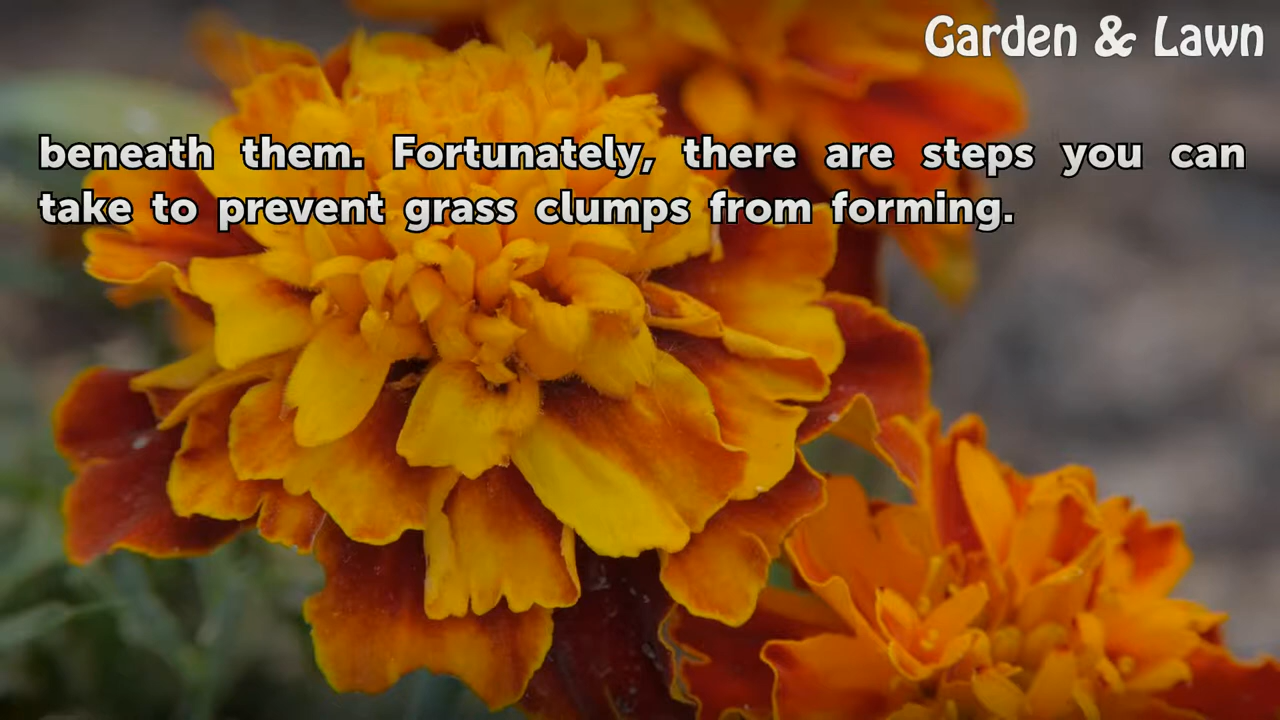 Garden & Lawn
beneath them. Fortunately, there are steps you can
take to prevent grass clumps from forming.